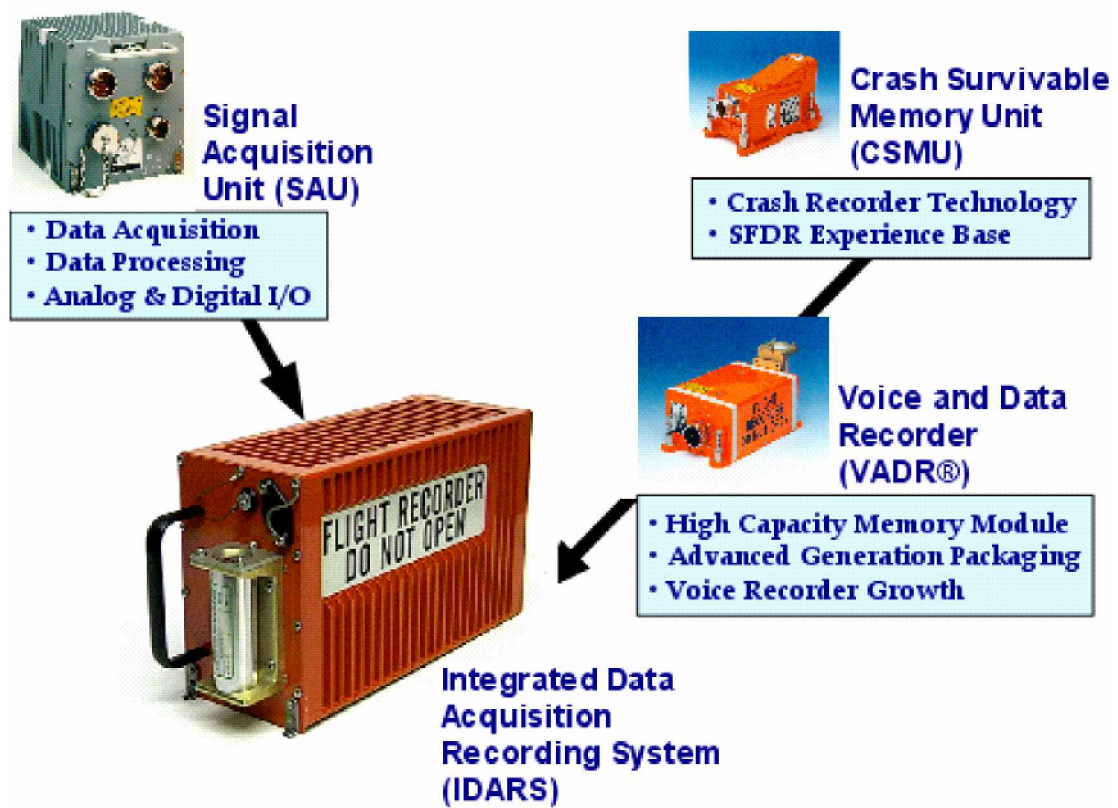 Signal
Acquisition
Unit (SAU)
• Data Acquisition
• Data Processing
• Analog & Digital I/O
Crash Survivable
Memory Unit
(CSMU)
• Crash Recorder Technology
• SFDR Experience Base
Voice and Data
Recorder
(VADR®)
• High Capacity Memory Module
• Advanced Generation Packaging
• Voice Recorder Growth
FLIGHT RECORDER
DO NOT OPEN
Integrated Data
Acquisition
Recording System
(IDARS)